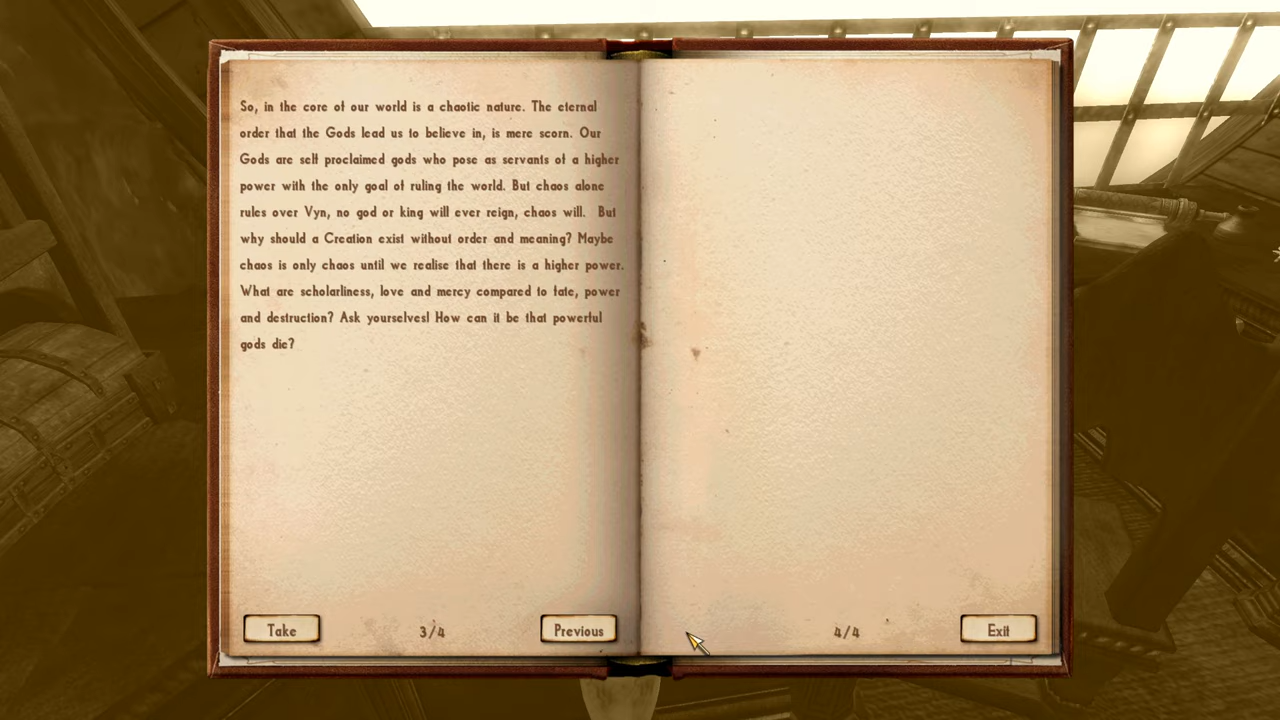 So, in the core of our world is a chaotic nature. The eternal
order that the Gods lead us to believe in, is mere scorn. Our
Gods are self proclaimed gods who pose as servants of a higher
power with the only goal of ruling the world. But chaos alone
rules over Vyn, no god or king will ever reign, chaos will. But
why should a Creation exist without order and meaning? Maybe
chaos is only chaos until we realise that there is a higher power.
What are scholarliness, love and mercy compared to fate, power
and destruction? Ask yourselves! How can it be that powerful
gods die?
Take
3/4
Previous
4/4
Exit